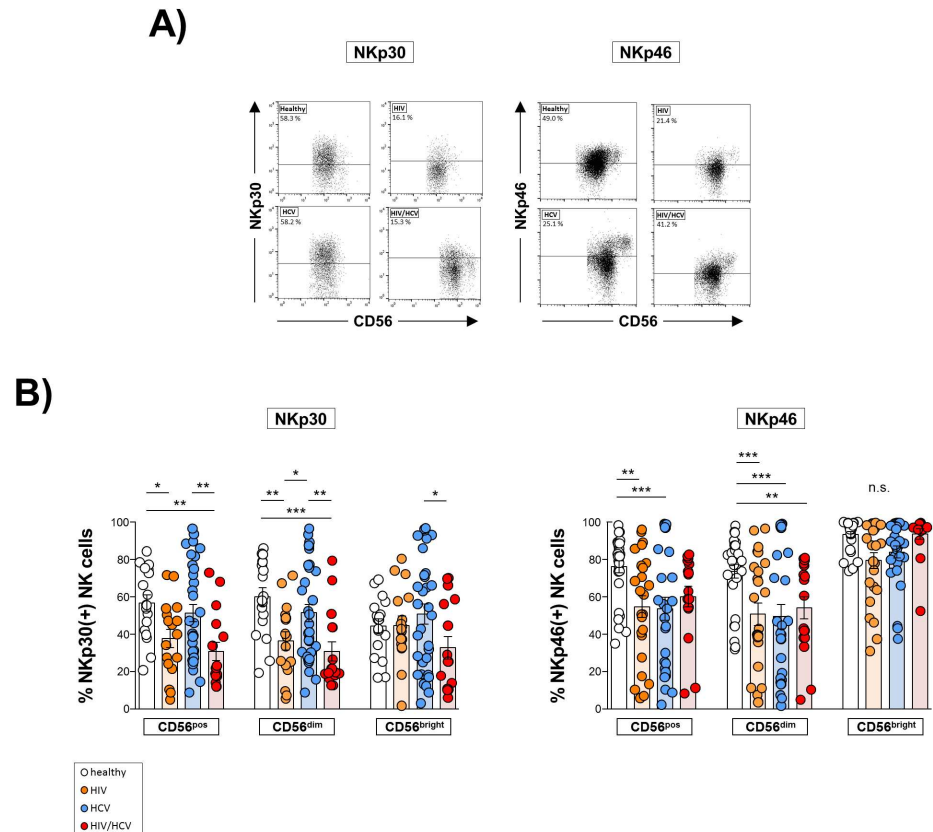 A)
NKp30
NKp46
Healthy
58.3 %
HIV
16.1 %
HCV
58.2 %
HIV/HCV
15.3 %
NKp30
CD56
Healthy
49.0 %
HIV
21.4 %
HCV
25.1 %
HIV/HCV
41.2 %
NKp46
CD56
B)
NKp30
* ** **
** * ** ***
*
% NKp30(+) NK cells
100
80
60
40
20
0
CD56pos
CD56dim
CD56bright
NKp46
** ***
*** *** **
n.s.
% NKp46(+) NK cells
100
80
60
40
20
0
CD56pos
CD56dim
CD56bright
healthy
HIV
HCV
HIV/HCV